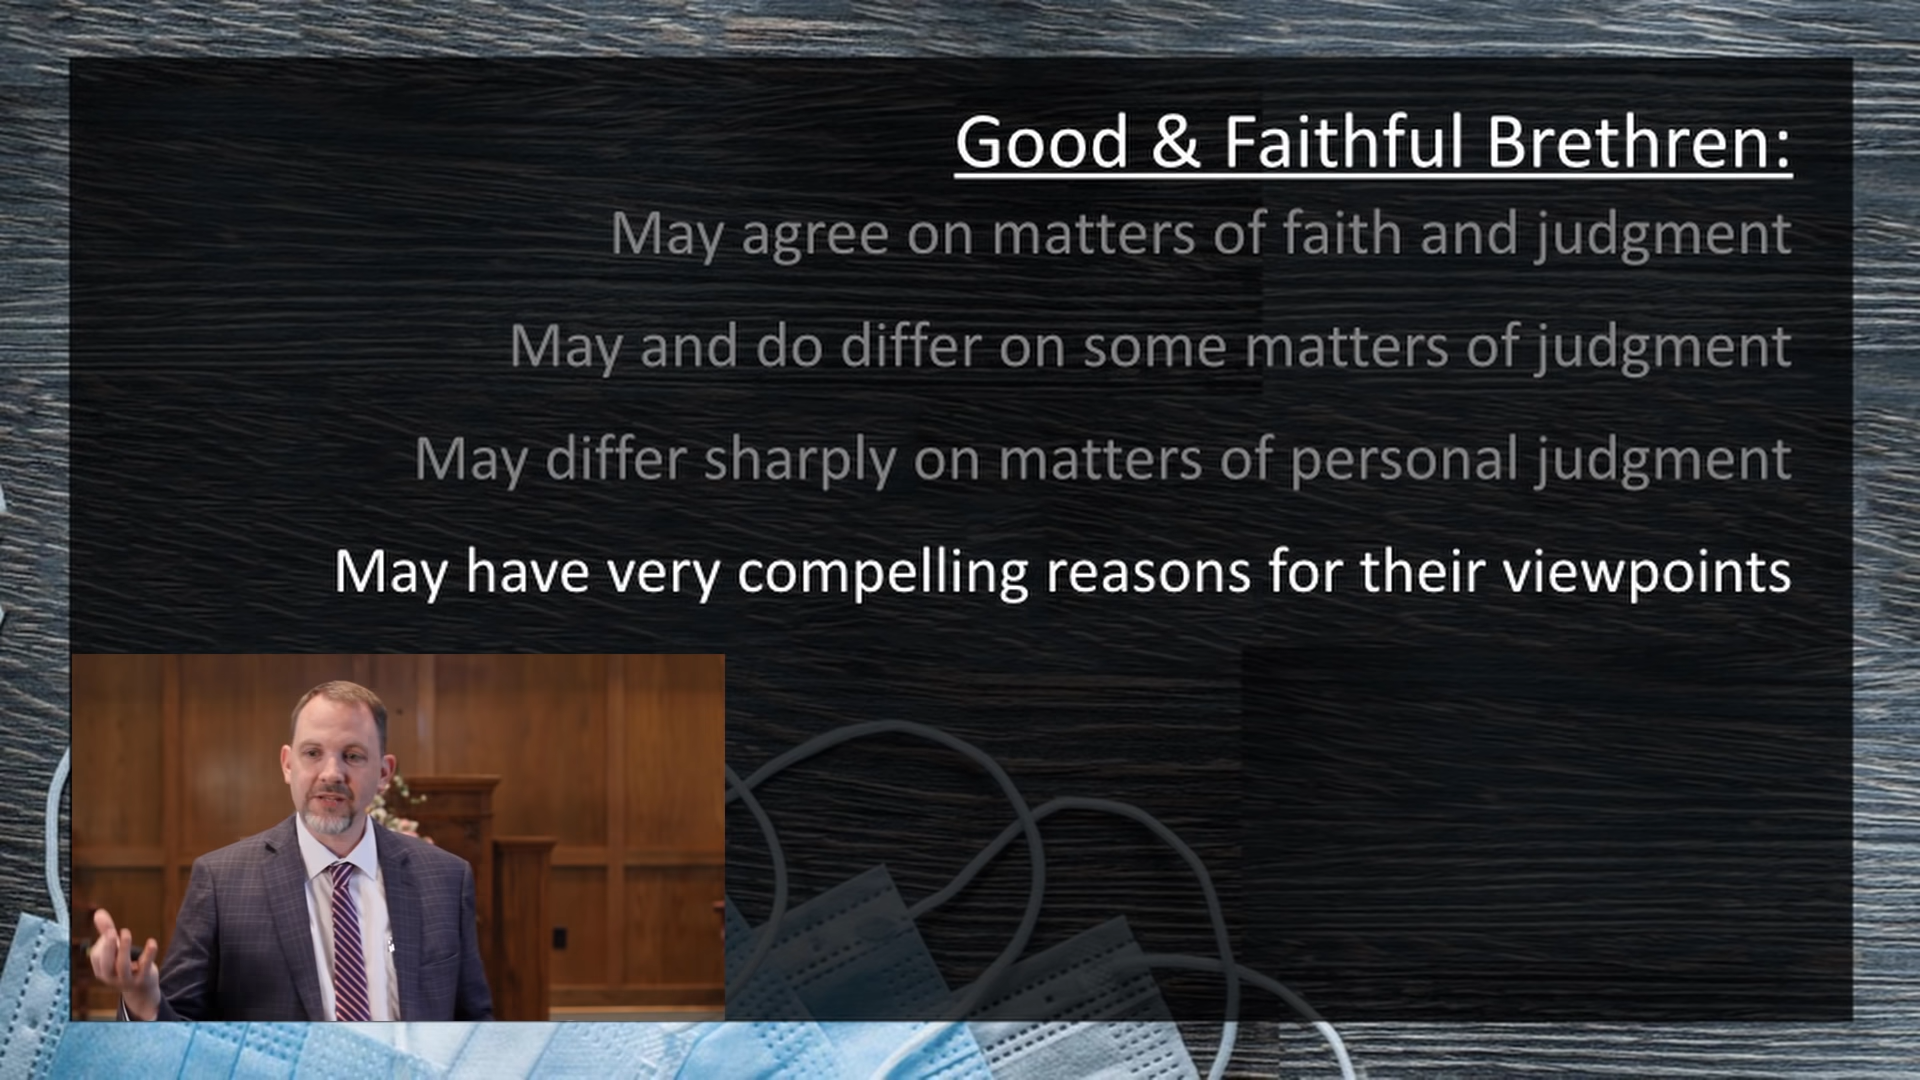 Good & Faithful Brethren:
May agree on matters of faith and judgment
May and do differ on some matters of judgment
May differ sharply on matters of personal judgment
May have very compelling reasons for their viewpoints